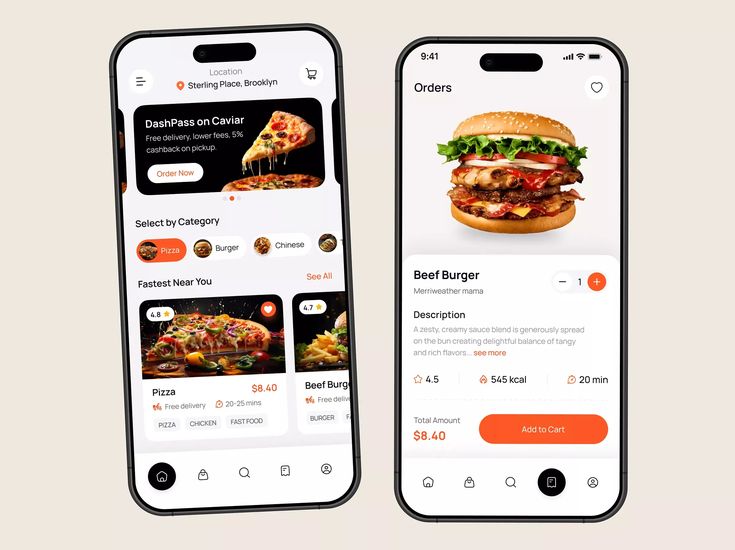 Location
Sterling Place, Brooklyn
DashPass on Caviar
Free delivery, lower fees, 5%
cashback on pickup.
Order Now
Select by Category
Pizza
Burger
Chinese
Fastest Near You
See All
4.8
4.7
Pizza
$8.40
Free delivery
20-25 mins
PIZZA
CHICKEN
FAST FOOD
Beef Burg
Free deliver
BURGER
9:41
Orders
Beef Burger
Merriweather mama
1
Description
A zesty, creamy sauce blend is generously spread
on the bun creating delightful balance of tangy
and rich flavors... see more
4.5
545 kcal
20 min
Total Amount
$8.40
Add to Cart